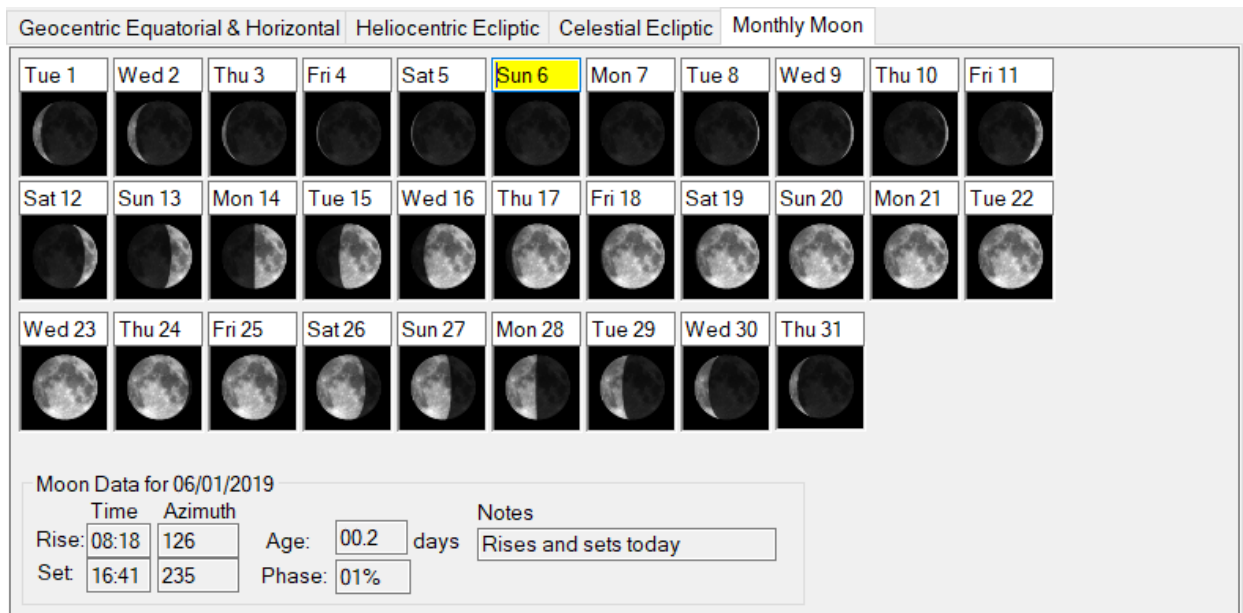 Geocentric Equatorial & Horizontal Heliocentric Ecliptic Celestial Ecliptic Monthly Moon
Tue 1 Wed 2 Thu 3 Fri 4 Sat 5 Sun 6 Mon 7 Tue 8 Wed 9 Thu 10 Fri 11
Sat 12 Sun 13 Mon 14 Tue 15 Wed 16 Thu 17 Fri 18 Sat 19 Sun 20 Mon 21 Tue 22
Wed 23 Thu 24 Fri 25 Sat 26 Sun 27 Mon 28 Tue 29 Wed 30 Thu 31
Moon Data for 06/01/2019
Time Azimuth Notes
Rise: 08:18 126 Age: 00.2 days Rises and sets today
Set: 16:41 235 Phase: 01%